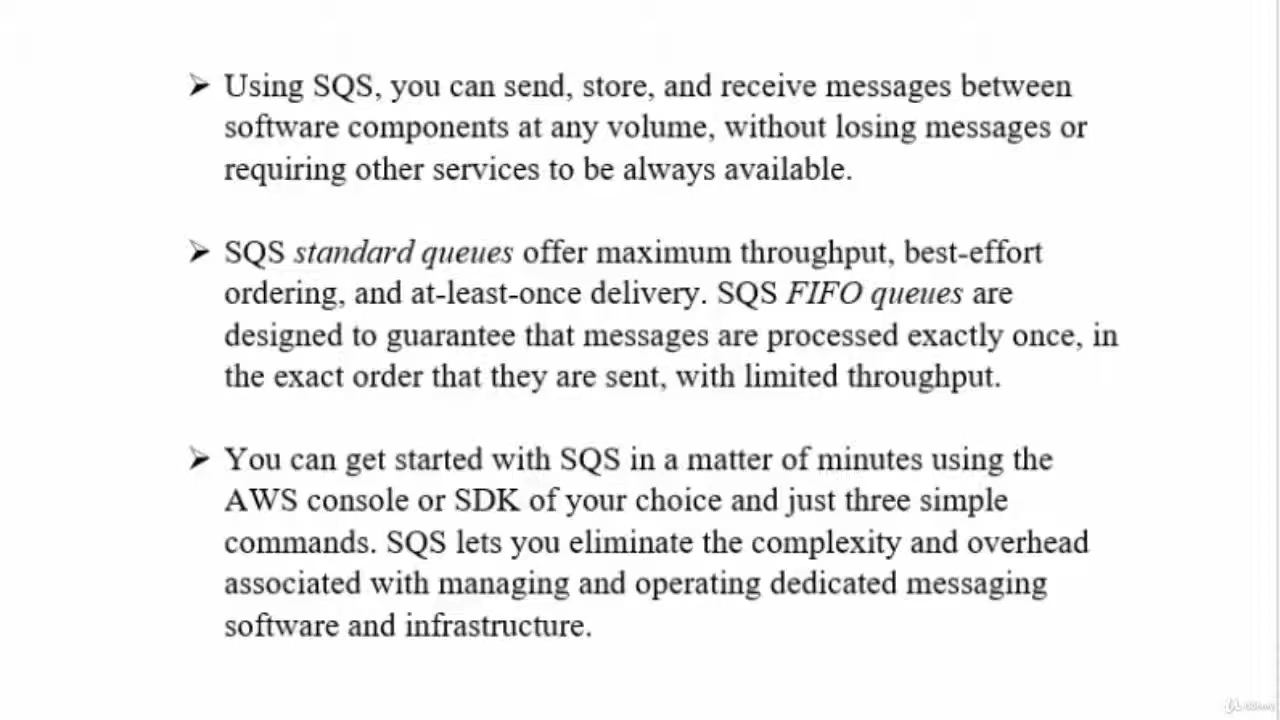 ➢ Using SQS, you can send, store, and receive messages between
software components at any volume, without losing messages or
requiring other services to be always available.
➢ SQS standard queues offer maximum throughput, best-effort
ordering, and at-least-once delivery. SQS FIFO queues are
designed to guarantee that messages are processed exactly once, in
the exact order that they are sent, with limited throughput.
➢ You can get started with SQS in a matter of minutes using the
AWS console or SDK of your choice and just three simple
commands. SQS lets you eliminate the complexity and overhead
associated with managing and operating dedicated messaging
software and infrastructure.
Udemy